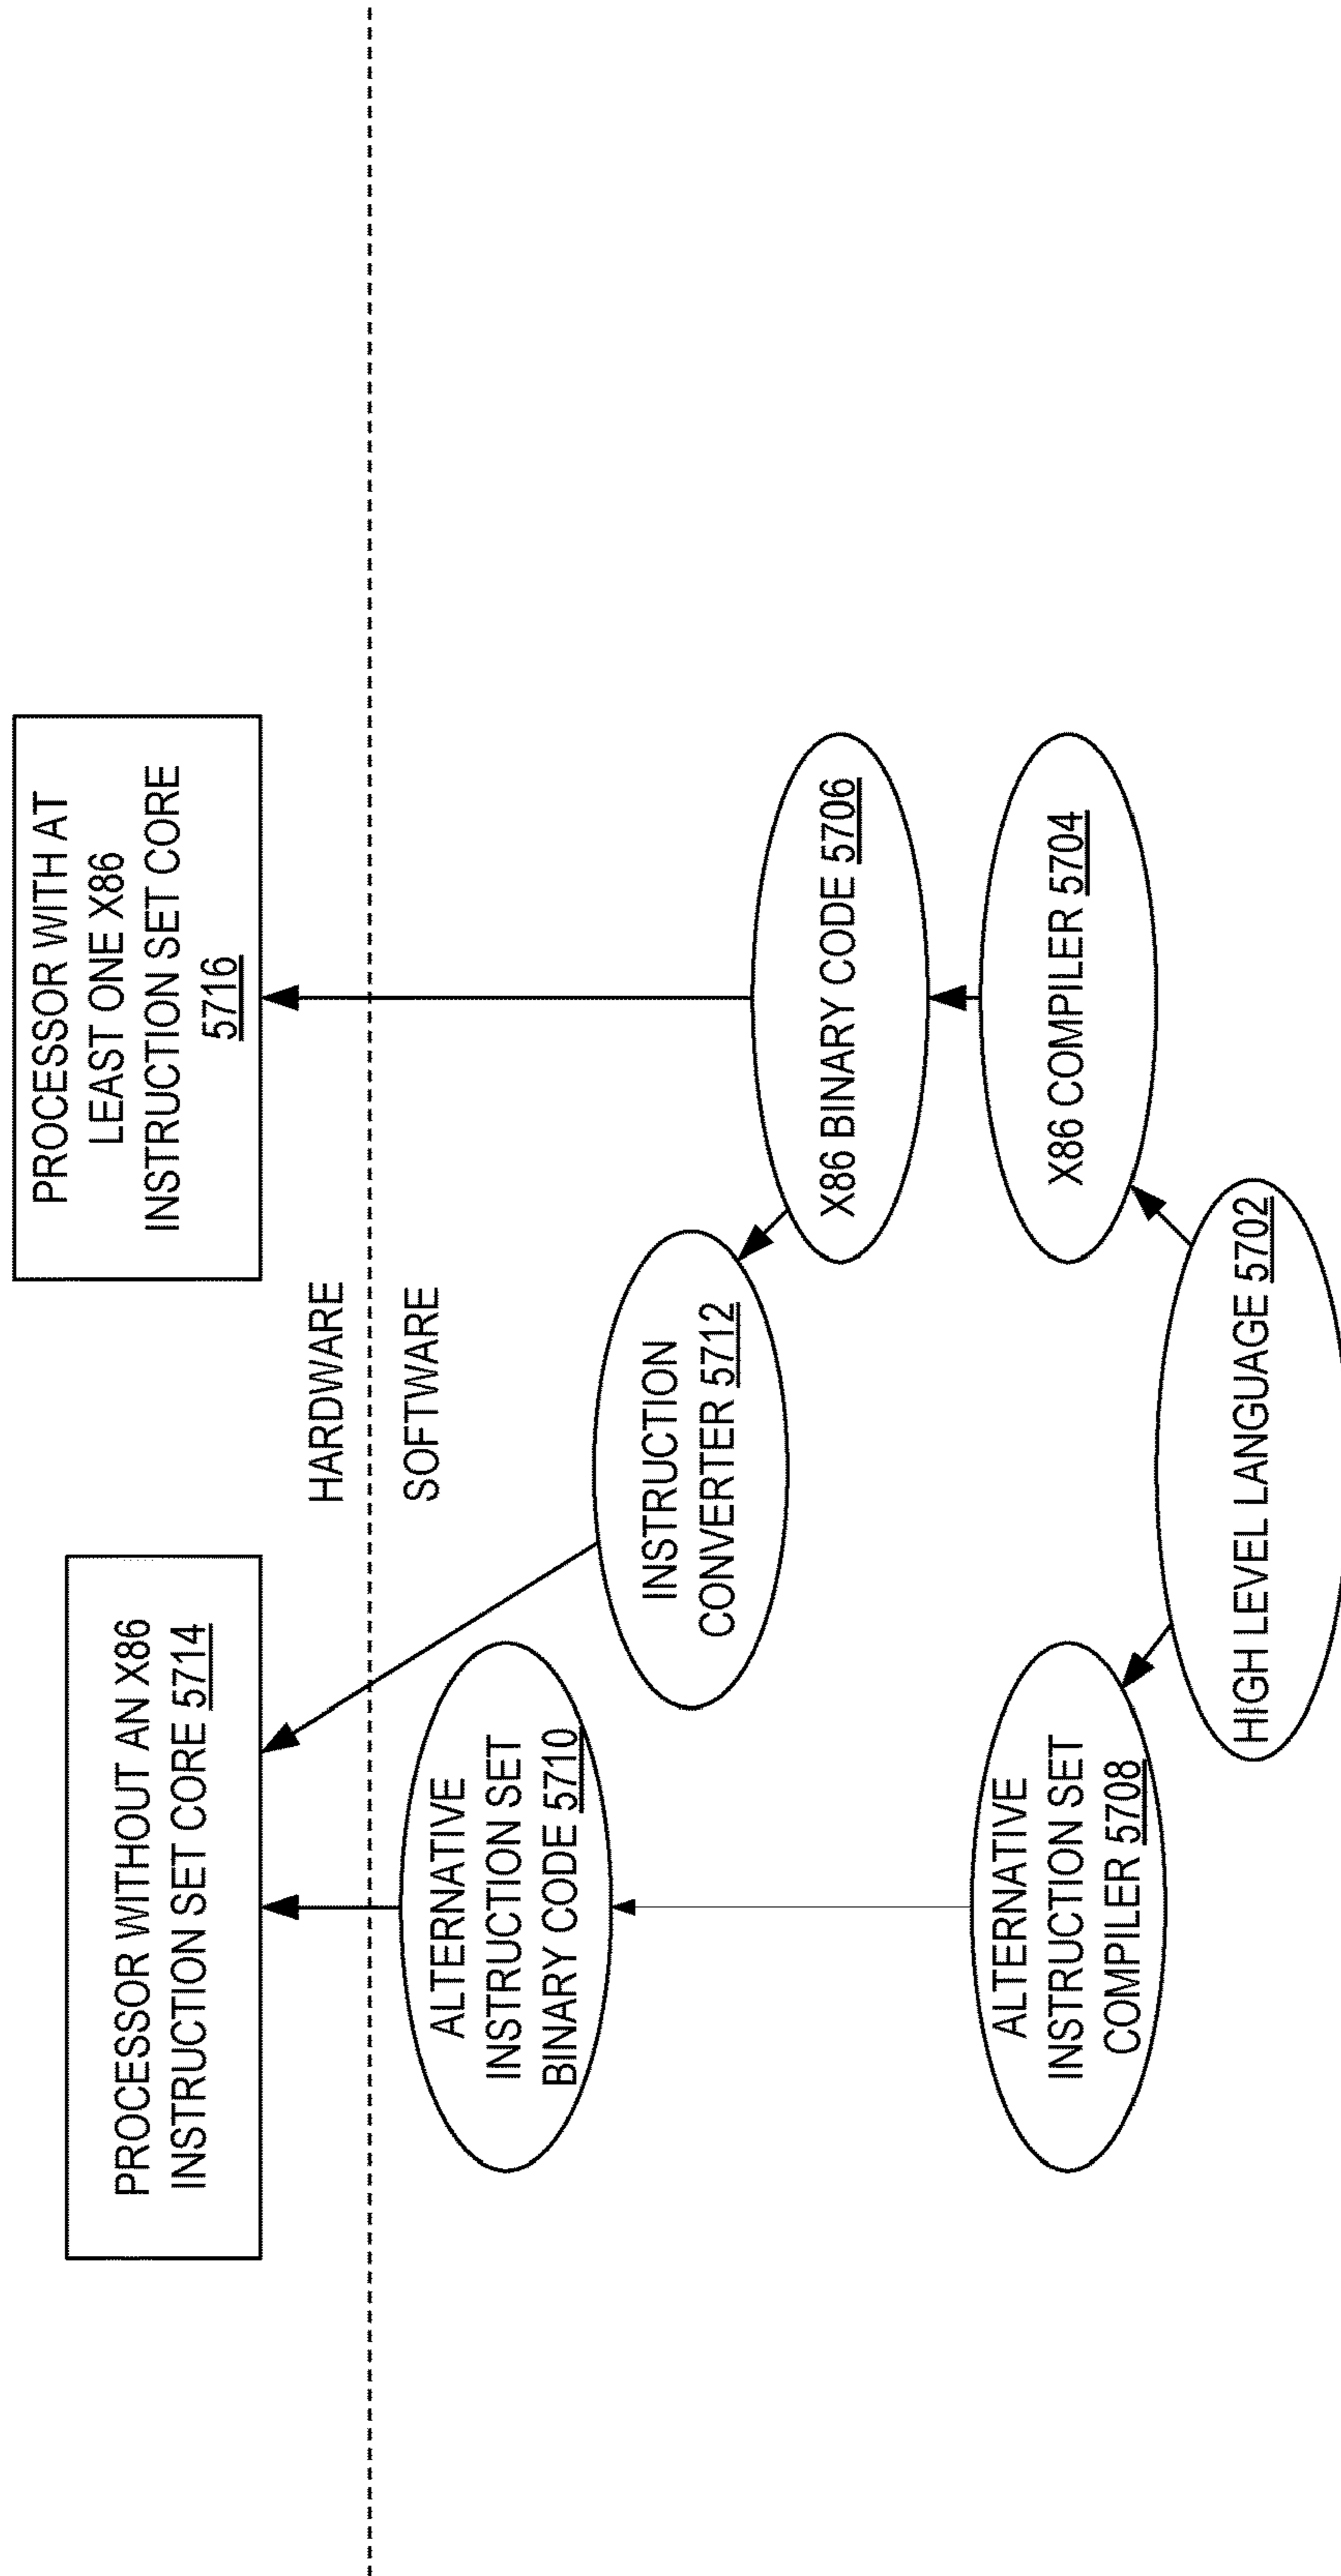 PROCESSOR WITHOUT AN X86
INSTRUCTION SET CORE 5714
PROCESSOR WITH AT
LEAST ONE X86
INSTRUCTION SET CORE
5716
HARDWARE
SOFTWARE
ALTERNATIVE
INSTRUCTION SET
BINARY CODE 5710
INSTRUCTION
CONVERTER 5712
X86 BINARY CODE 5706
ALTERNATIVE
INSTRUCTION SET
COMPILER 5708
X86 COMPILER 5704
HIGH LEVEL LANGUAGE 5702